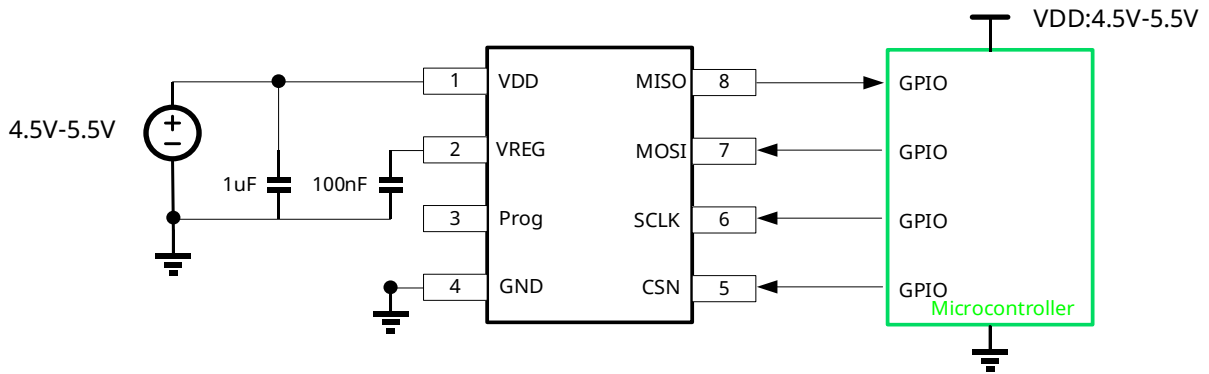 VDD:4.5V-5.5V
1 VDD MISO 8 GPIO
4.5V-5.5V
2 VREG MOSI 7 GPIO
1uF 100nF
3 Prog SCLK 6 GPIO
4 GND CSN 5 GPIO
Microcontroller